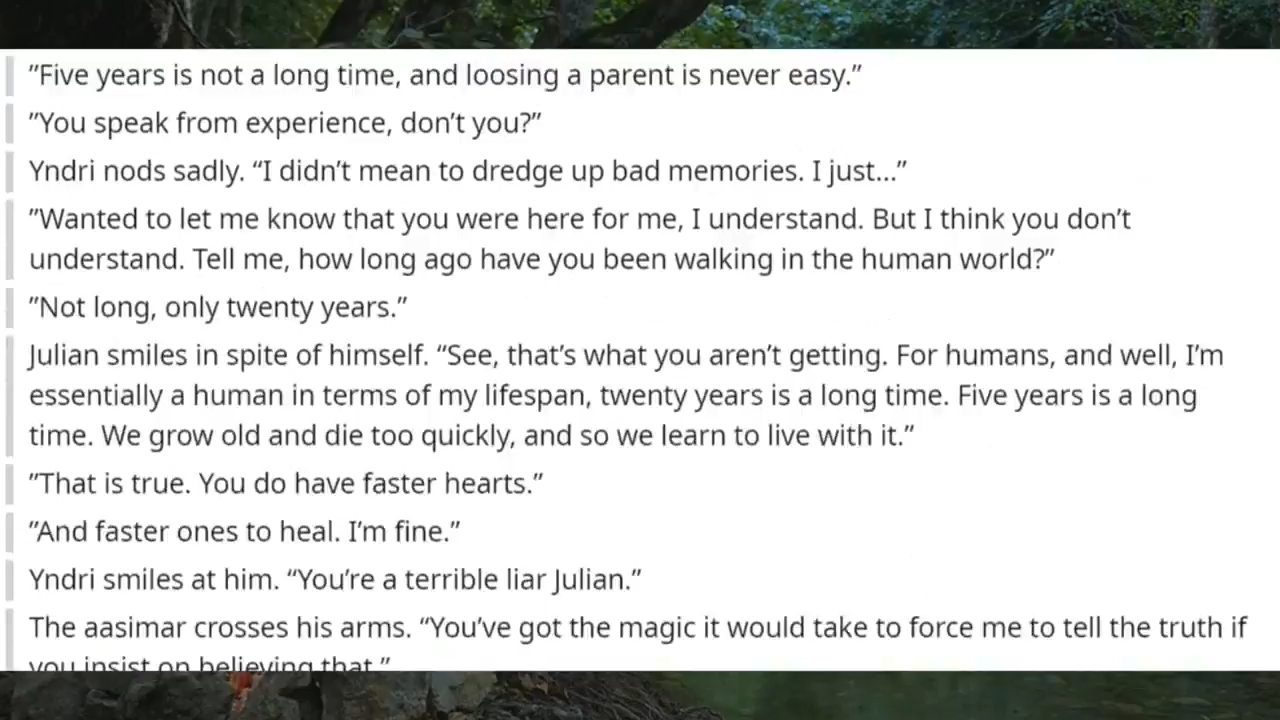 ”Five years is not a long time, and loosing a parent is never easy.”
”You speak from experience, don’t you?”
Yndri nods sadly. “I didn’t mean to dredge up bad memories. I just...”
”Wanted to let me know that you were here for me, I understand. But I think you don’t
understand. Tell me, how long ago have you been walking in the human world?”
”Not long, only twenty years.”
Julian smiles in spite of himself. “See, that’s what you aren’t getting. For humans, and well, I’m
essentially a human in terms of my lifespan, twenty years is a long time. Five years is a long
time. We grow old and die too quickly, and so we learn to live with it.”
”That is true. You do have faster hearts.”
”And faster ones to heal. I’m fine.”
Yndri smiles at him. “You’re a terrible liar Julian.”
The aasimar crosses his arms. “You’ve got the magic it would take to force me to tell the truth if
you insist on believing that.”